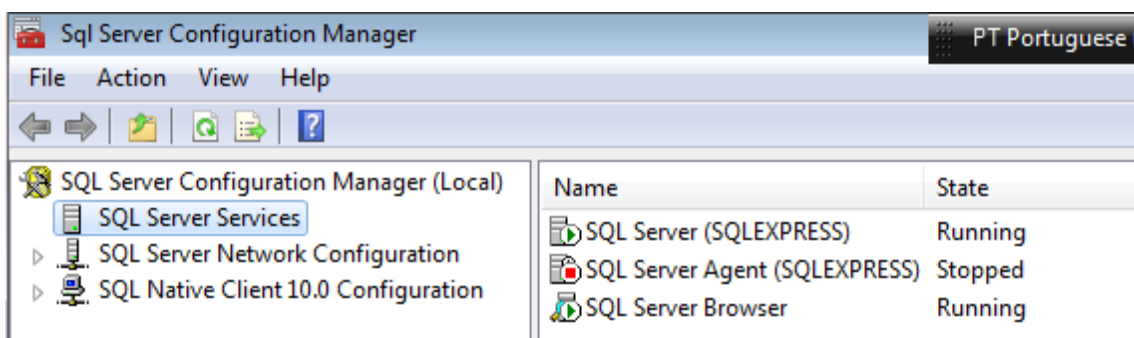 Sql Server Configuration Manager
PT Portuguese
File Action View Help
SQL Server Configuration Manager (Local)
SQL Server Services
SQL Server Network Configuration
SQL Native Client 10.0 Configuration
Name State
SQL Server (SQLEXPRESS) Running
SQL Server Agent (SQLEXPRESS) Stopped
SQL Server Browser Running